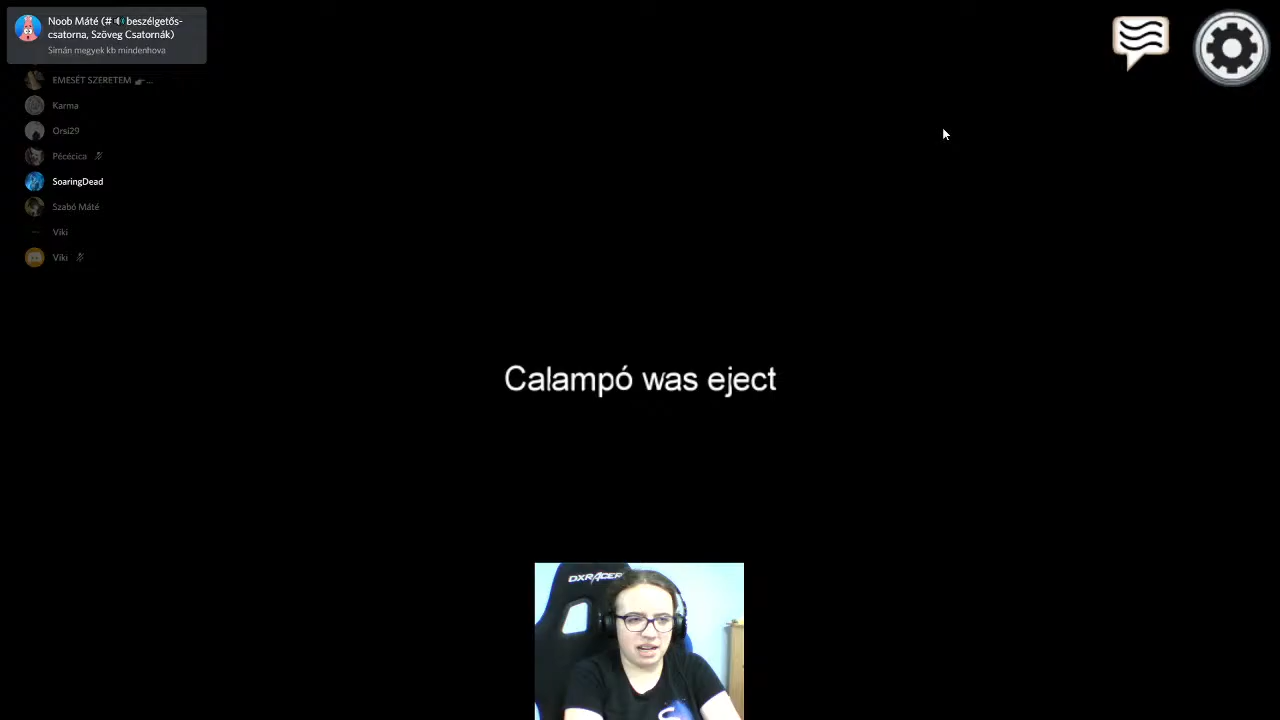 Noob Máté (#🔊beszélgetős-
csatorna, Szöveg Csatornák)
Simán megyek kb mindenhova
EMESÉT SZERETEM 👉...
Karma
Orsi29
Pécécica
SoaringDead
Szabó Máté
Viki
Viki
Calampó was eject
DXRACER